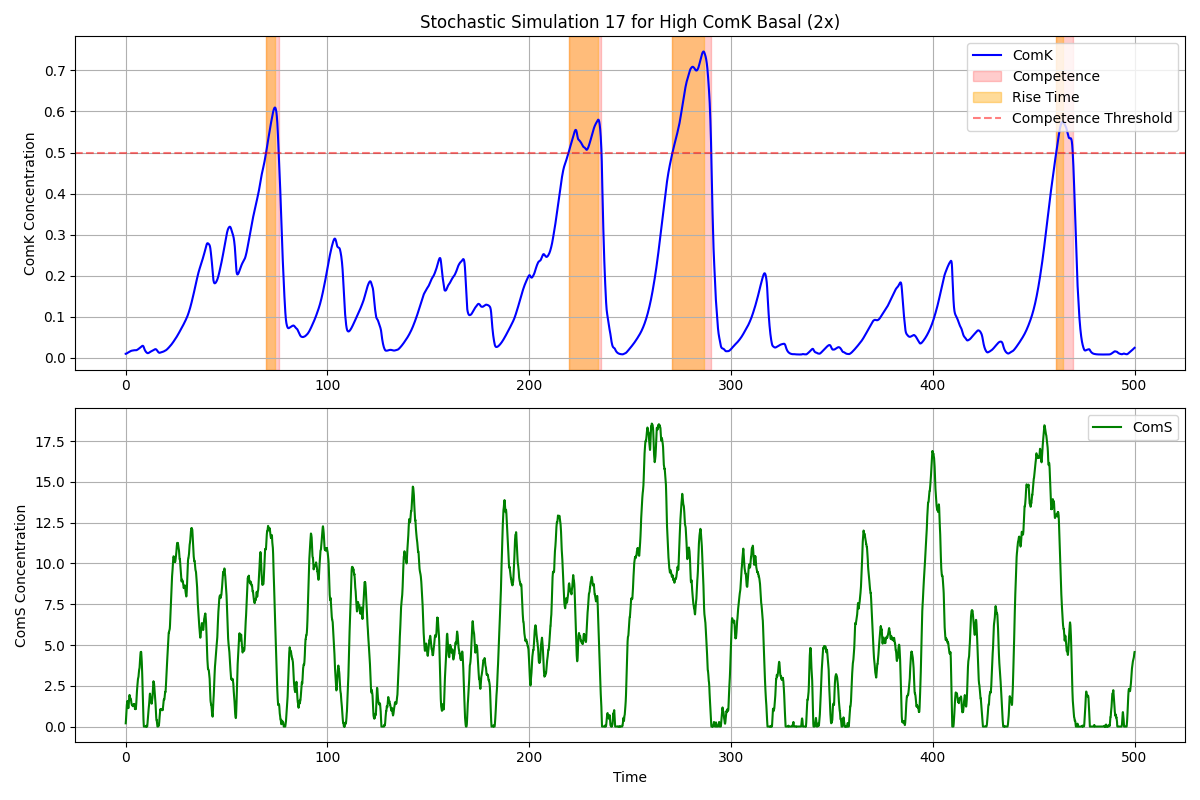 Stochastic Simulation 17 for High ComK Basal (2x)
ComK Concentration
0.7
0.6
0.5
0.4
0.3
0.2
0.1
0.0
ComK
Competence
Rise Time
Competence Threshold
0 100 200 300 400 500
ComS Concentration
17.5
15.0
12.5
10.0
7.5
5.0
2.5
0.0
ComS
0 100 200 300 400 500
Time